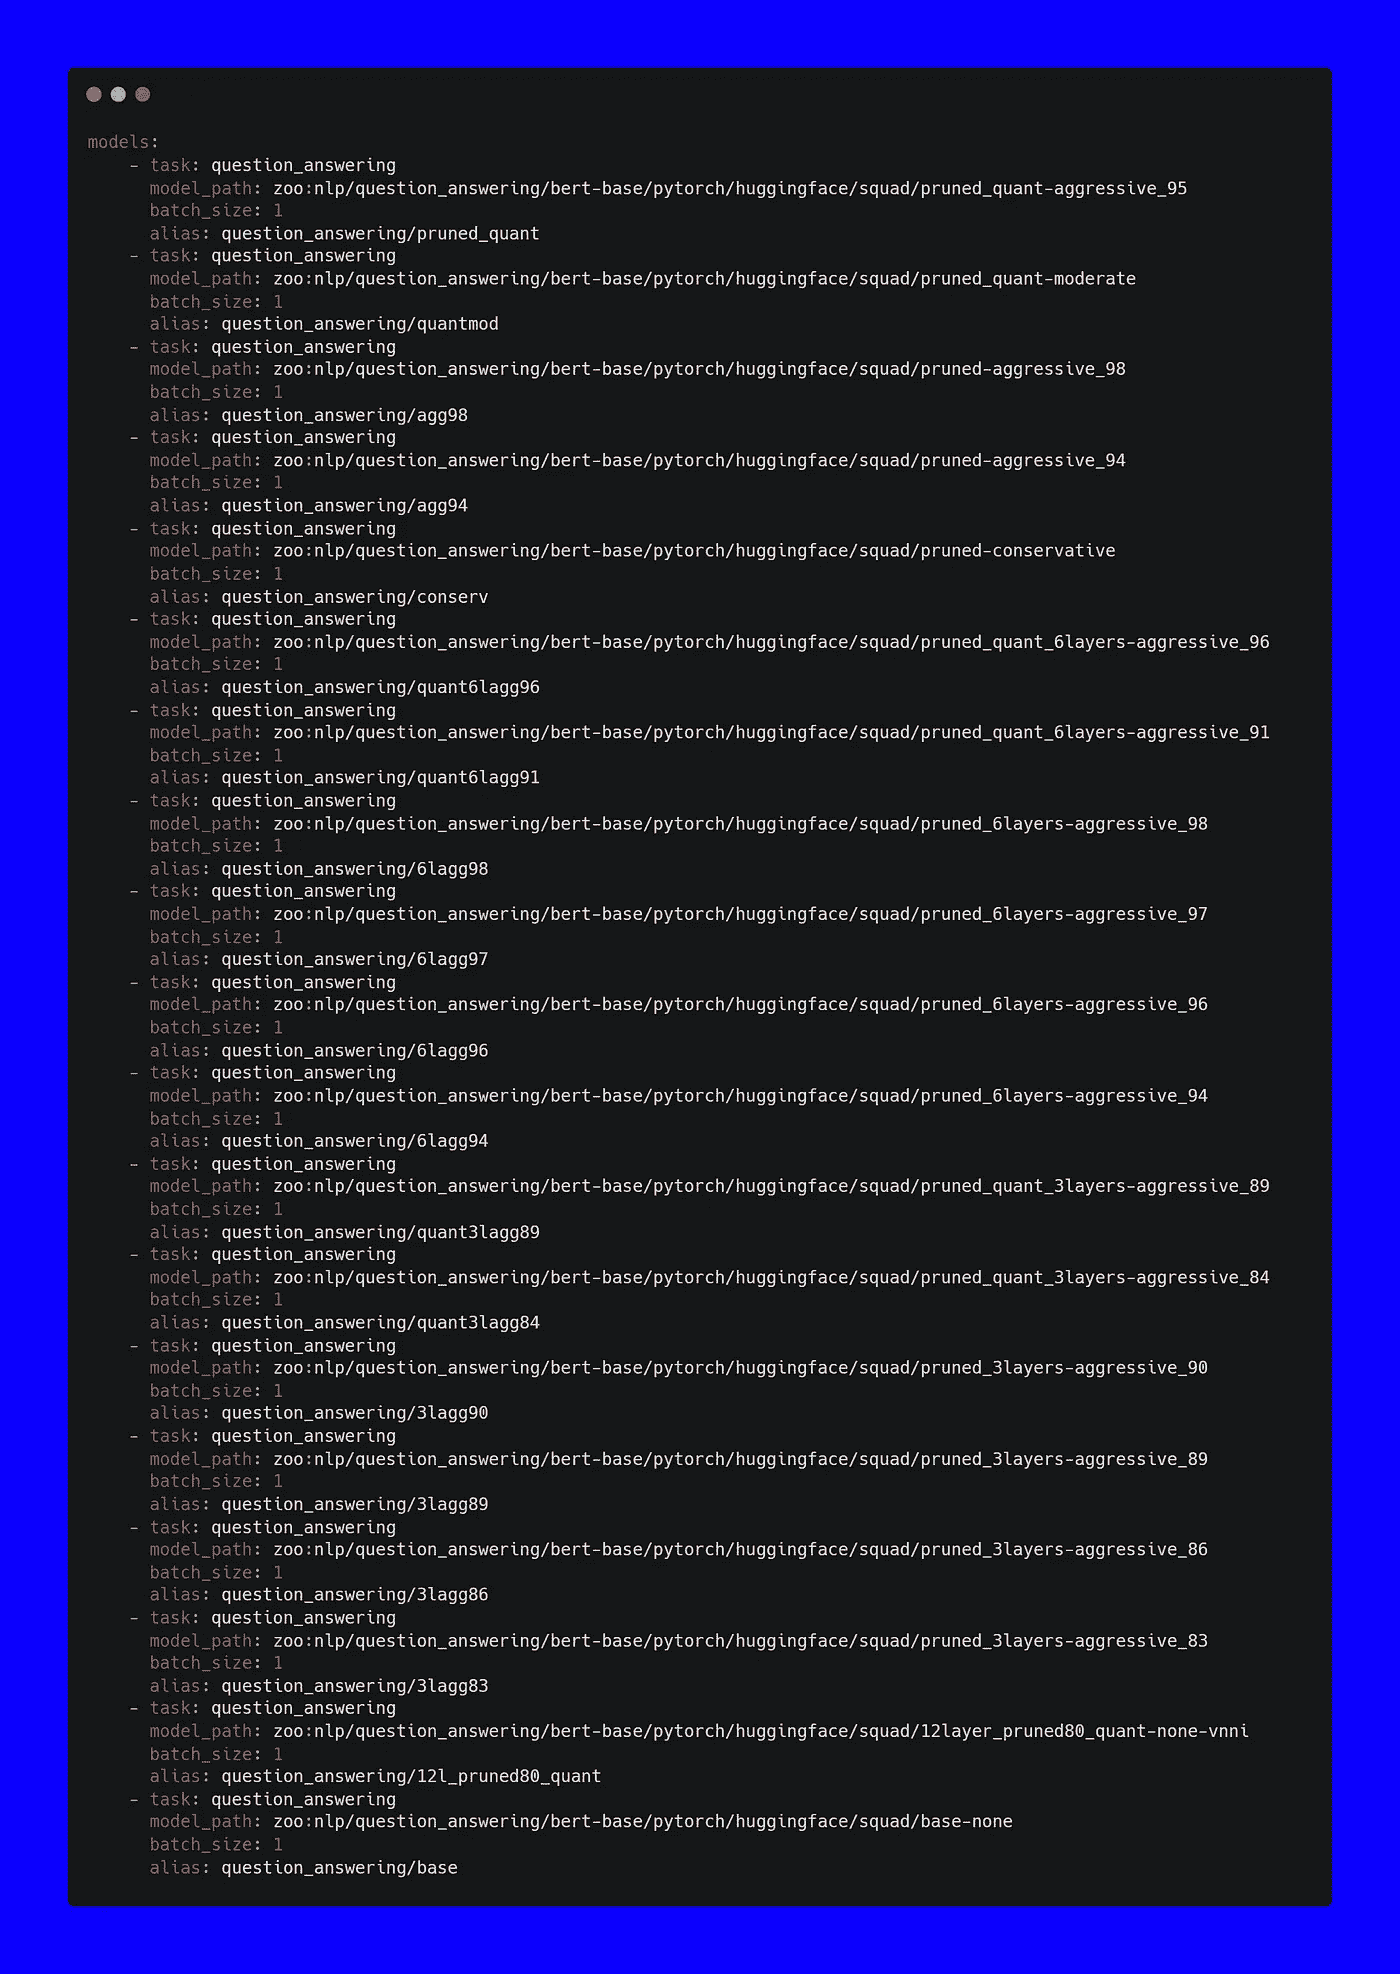 models:
    - task: question_answering
      model_path: zoo:nlp/question_answering/bert-base/pytorch/huggingface/squad/pruned_quant-aggressive_95
      batch_size: 1
      alias: question_answering/pruned_quant
    - task: question_answering
      model_path: zoo:nlp/question_answering/bert-base/pytorch/huggingface/squad/pruned_quant-moderate
      batch_size: 1
      alias: question_answering/quantmod
    - task: question_answering
      model_path: zoo:nlp/question_answering/bert-base/pytorch/huggingface/squad/pruned-aggressive_98
      batch_size: 1
      alias: question_answering/agg98
    - task: question_answering
      model_path: zoo:nlp/question_answering/bert-base/pytorch/huggingface/squad/pruned-aggressive_94
      batch_size: 1
      alias: question_answering/agg94
    - task: question_answering
      model_path: zoo:nlp/question_answering/bert-base/pytorch/huggingface/squad/pruned-conservative
      batch_size: 1
      alias: question_answering/conserv
    - task: question_answering
      model_path: zoo:nlp/question_answering/bert-base/pytorch/huggingface/squad/pruned_quant_6layers-aggressive_96
      batch_size: 1
      alias: question_answering/quant6lagg96
    - task: question_answering
      model_path: zoo:nlp/question_answering/bert-base/pytorch/huggingface/squad/pruned_quant_6layers-aggressive_91
      batch_size: 1
      alias: question_answering/quant6lagg91
    - task: question_answering
      model_path: zoo:nlp/question_answering/bert-base/pytorch/huggingface/squad/pruned_6layers-aggressive_98
      batch_size: 1
      alias: question_answering/6lagg98
    - task: question_answering
      model_path: zoo:nlp/question_answering/bert-base/pytorch/huggingface/squad/pruned_6layers-aggressive_97
      batch_size: 1
      alias: question_answering/6lagg97
    - task: question_answering
      model_path: zoo:nlp/question_answering/bert-base/pytorch/huggingface/squad/pruned_6layers-aggressive_96
      batch_size: 1
      alias: question_answering/6lagg96
    - task: question_answering
      model_path: zoo:nlp/question_answering/bert-base/pytorch/huggingface/squad/pruned_6layers-aggressive_94
      batch_size: 1
      alias: question_answering/6lagg94
    - task: question_answering
      model_path: zoo:nlp/question_answering/bert-base/pytorch/huggingface/squad/pruned_quant_3layers-aggressive_89
      batch_size: 1
      alias: question_answering/quant3lagg89
    - task: question_answering
      model_path: zoo:nlp/question_answering/bert-base/pytorch/huggingface/squad/pruned_quant_3layers-aggressive_84
      batch_size: 1
      alias: question_answering/quant3lagg84
    - task: question_answering
      model_path: zoo:nlp/question_answering/bert-base/pytorch/huggingface/squad/pruned_3layers-aggressive_90
      batch_size: 1
      alias: question_answering/3lagg90
    - task: question_answering
      model_path: zoo:nlp/question_answering/bert-base/pytorch/huggingface/squad/pruned_3layers-aggressive_89
      batch_size: 1
      alias: question_answering/3lagg89
    - task: question_answering
      model_path: zoo:nlp/question_answering/bert-base/pytorch/huggingface/squad/pruned_3layers-aggressive_86
      batch_size: 1
      alias: question_answering/3lagg86
    - task: question_answering
      model_path: zoo:nlp/question_answering/bert-base/pytorch/huggingface/squad/pruned_3layers-aggressive_83
      batch_size: 1
      alias: question_answering/3lagg83
    - task: question_answering
      model_path: zoo:nlp/question_answering/bert-base/pytorch/huggingface/squad/12layer_pruned80_quant-none-vnni
      batch_size: 1
      alias: question_answering/12l_pruned80_quant
    - task: question_answering
      model_path: zoo:nlp/question_answering/bert-base/pytorch/huggingface/squad/base-none
      batch_size: 1
      alias: question_answering/base